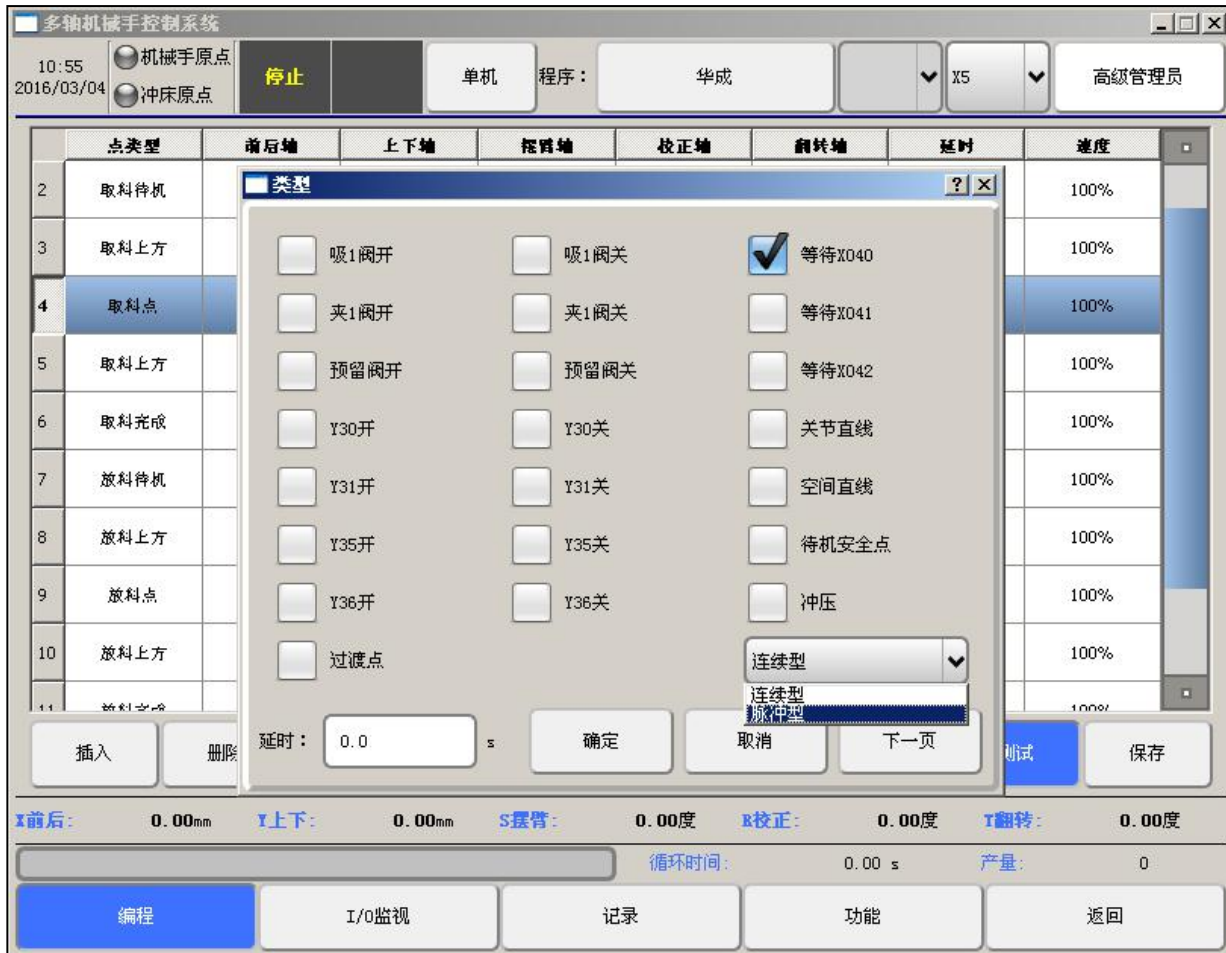 多轴机械手控制系统
10:55
2016/03/04
机械手原点
冲床原点
停止
单机
程序：
华成
X5
高级管理员
点类型 前后轴 上下轴 摆臂轴 校正轴 翻转轴 延时 速度
2 取料待机 100%
3 取料上方 100%
4 取料点 100%
5 取料上方 100%
6 取料完成 100%
7 放料待机 100%
8 放料上方 100%
9 放料点 100%
10 放料上方 100%
11 放料完成 100%
类型
吸1阀开 吸1阀关 等待X040
夹1阀开 夹1阀关 等待X041
预留阀开 预留阀关 等待X042
Y30开 Y30关 关节直线
Y31开 Y31关 空间直线
Y35开 Y35关 待机安全点
Y36开 Y36关 冲压
过渡点 连续型
连续型
脉冲型
延时： 0.0 s 确定 取消 下一页
插入 删除 测试 保存
X前后: 0.00mm Y上下: 0.00mm S摆臂: 0.00度 R校正: 0.00度 T翻转: 0.00度
循环时间: 0.00 s 产量: 0
编程 I/O监视 记录 功能 返回